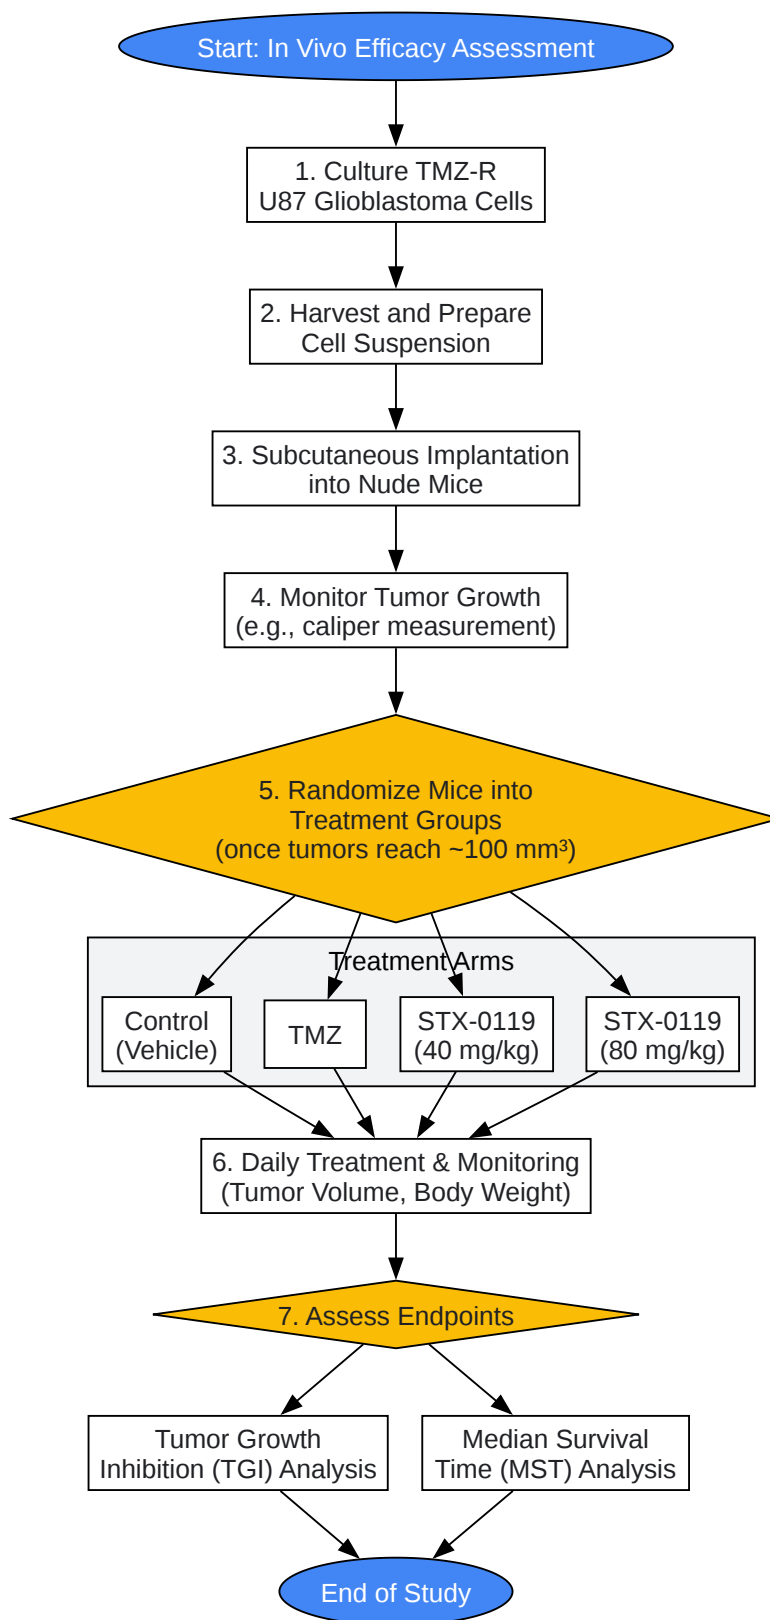 Start: In Vivo Efficacy Assessment
1. Culture TMZ-R
U87 Glioblastoma Cells
2. Harvest and Prepare
Cell Suspension
3. Subcutaneous Implantation
into Nude Mice
4. Monitor Tumor Growth
(e.g., caliper measurement)
5. Randomize Mice into
Treatment Groups
(once tumors reach ~100 mm³)
Treatment Arms
Control
(Vehicle)
TMZ
STX-0119
(40 mg/kg)
STX-0119
(80 mg/kg)
6. Daily Treatment & Monitoring
(Tumor Volume, Body Weight)
7. Assess Endpoints
Tumor Growth
Inhibition (TGI) Analysis
Median Survival
Time (MST) Analysis
End of Study